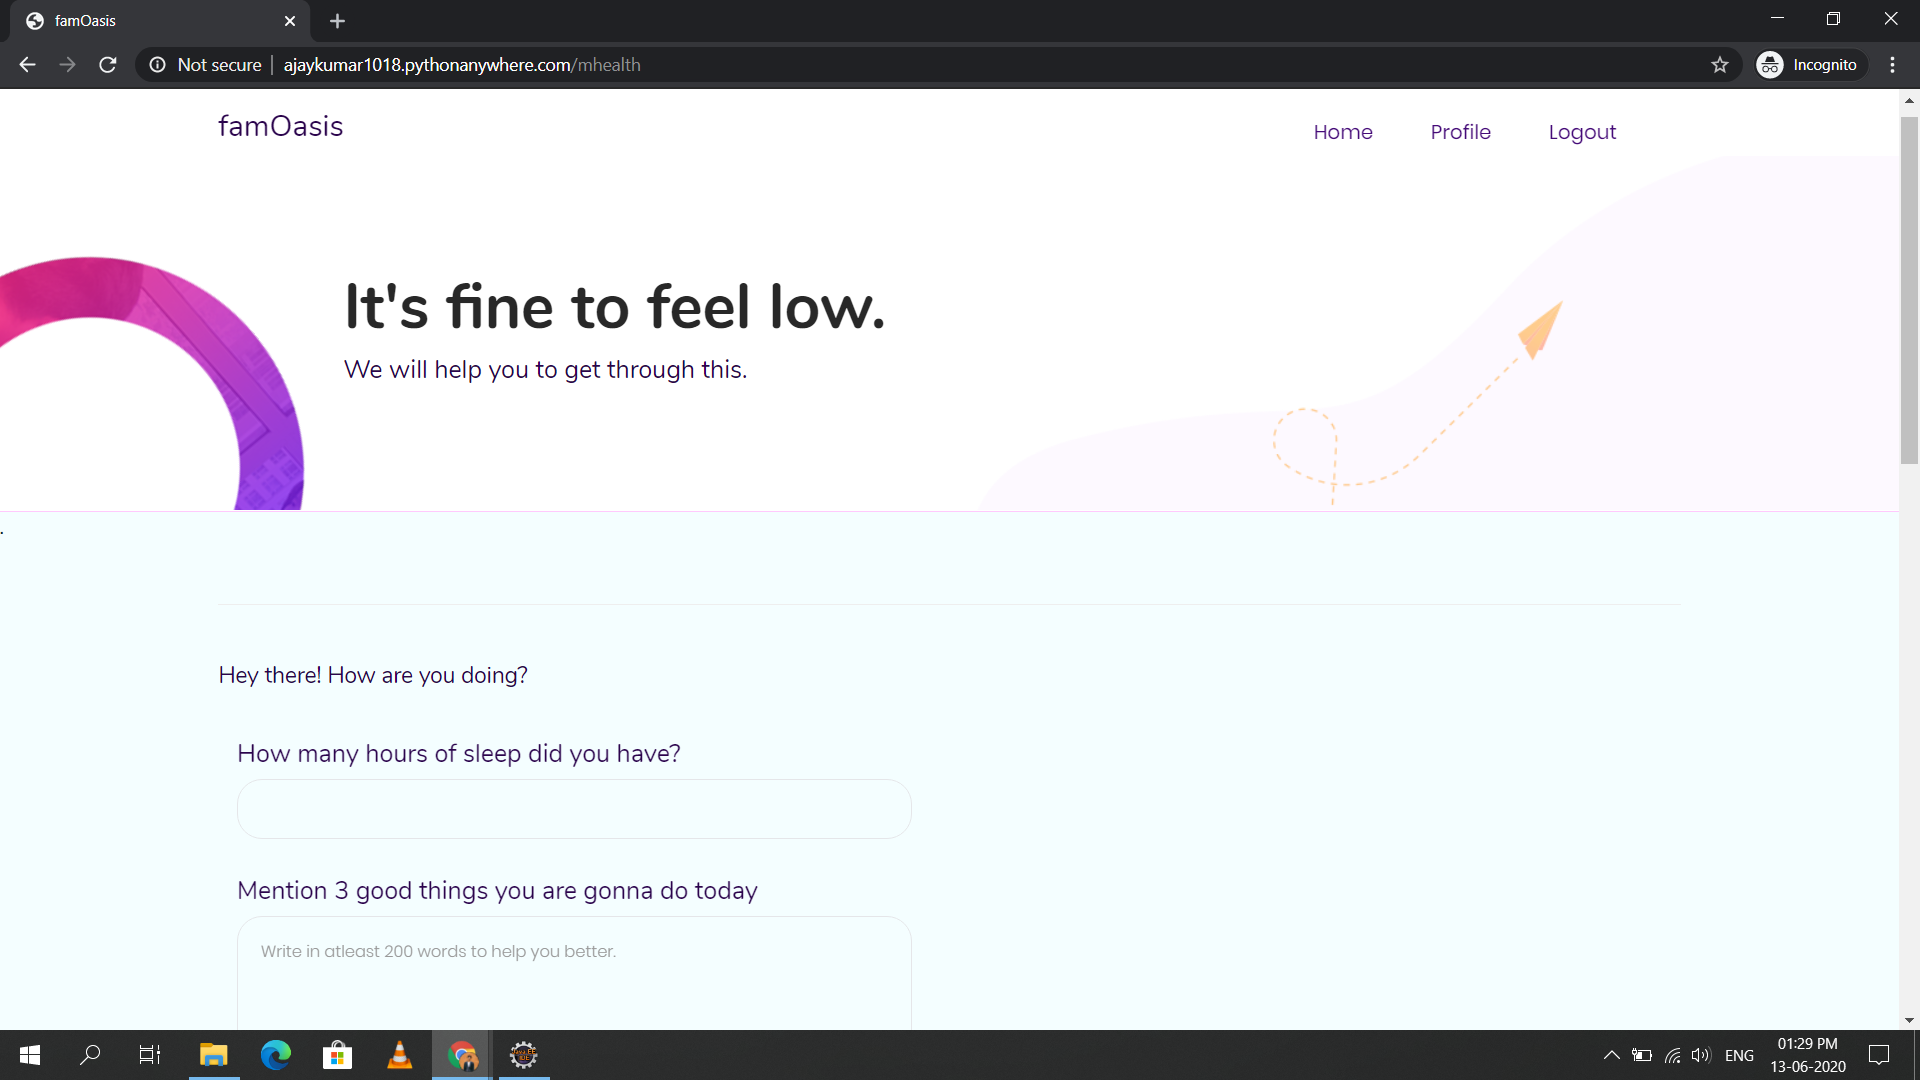 famOasis
Not secure
ajaykumar1018.pythonanywhere.com/mhealth
Incognito
famOasis
Home
Profile
Logout
It's fine to feel low.
We will help you to get through this.
.
Hey there! How are you doing?
How many hours of sleep did you have?
Mention 3 good things you are gonna do today
Write in atleast 200 words to help you better.
ENG
01:29 PM
13-06-2020